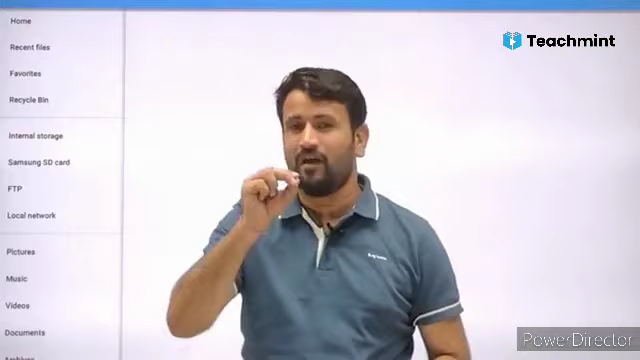 Home
Recent files
Favorites
Recycle Bin
Internal storage
Samsung SD card
FTP
Local network
Pictures
Music
Videos
Documents
Archives
Teachmint
PowerDirector